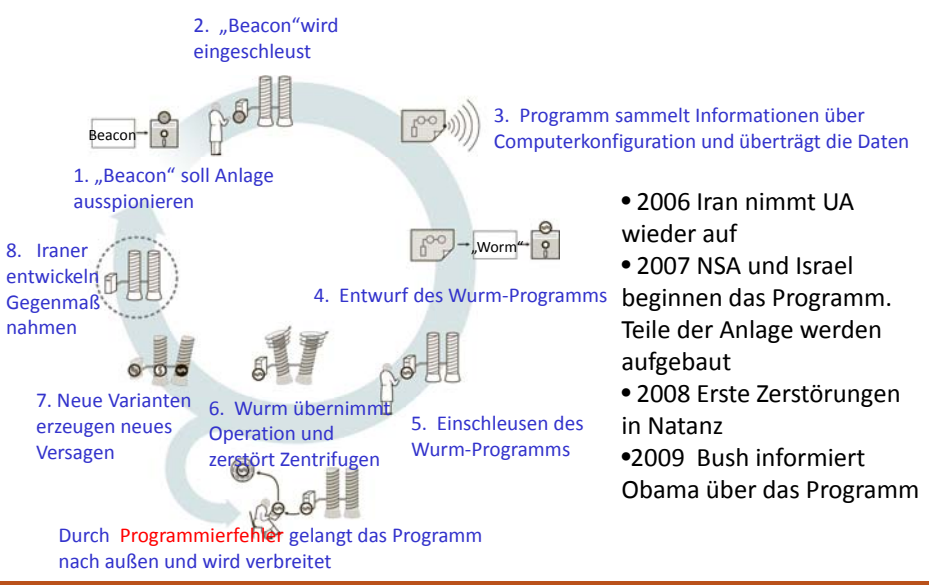 2. „Beacon“wird
eingeschleust
3. Programm sammelt Informationen über
Computerkonfiguration und überträgt die Daten
Beacon
1. „Beacon“ soll Anlage
ausspionieren
• 2006 Iran nimmt UA
wieder auf
• 2007 NSA und Israel
beginnen das Programm.
Teile der Anlage werden
aufgebaut
• 2008 Erste Zerstörungen
in Natanz
•2009 Bush informiert
Obama über das Programm
„Worm“
8. Iraner
entwickeln
Gegenmaß
nahmen
4. Entwurf des Wurm-Programms
7. Neue Varianten
erzeugen neues
Versagen
6. Wurm übernimmt
Operation und
zerstört Zentrifugen
5. Einschleusen des
Wurm-Programms
Durch Programmierfehler gelangt das Programm
nach außen und wird verbreitet